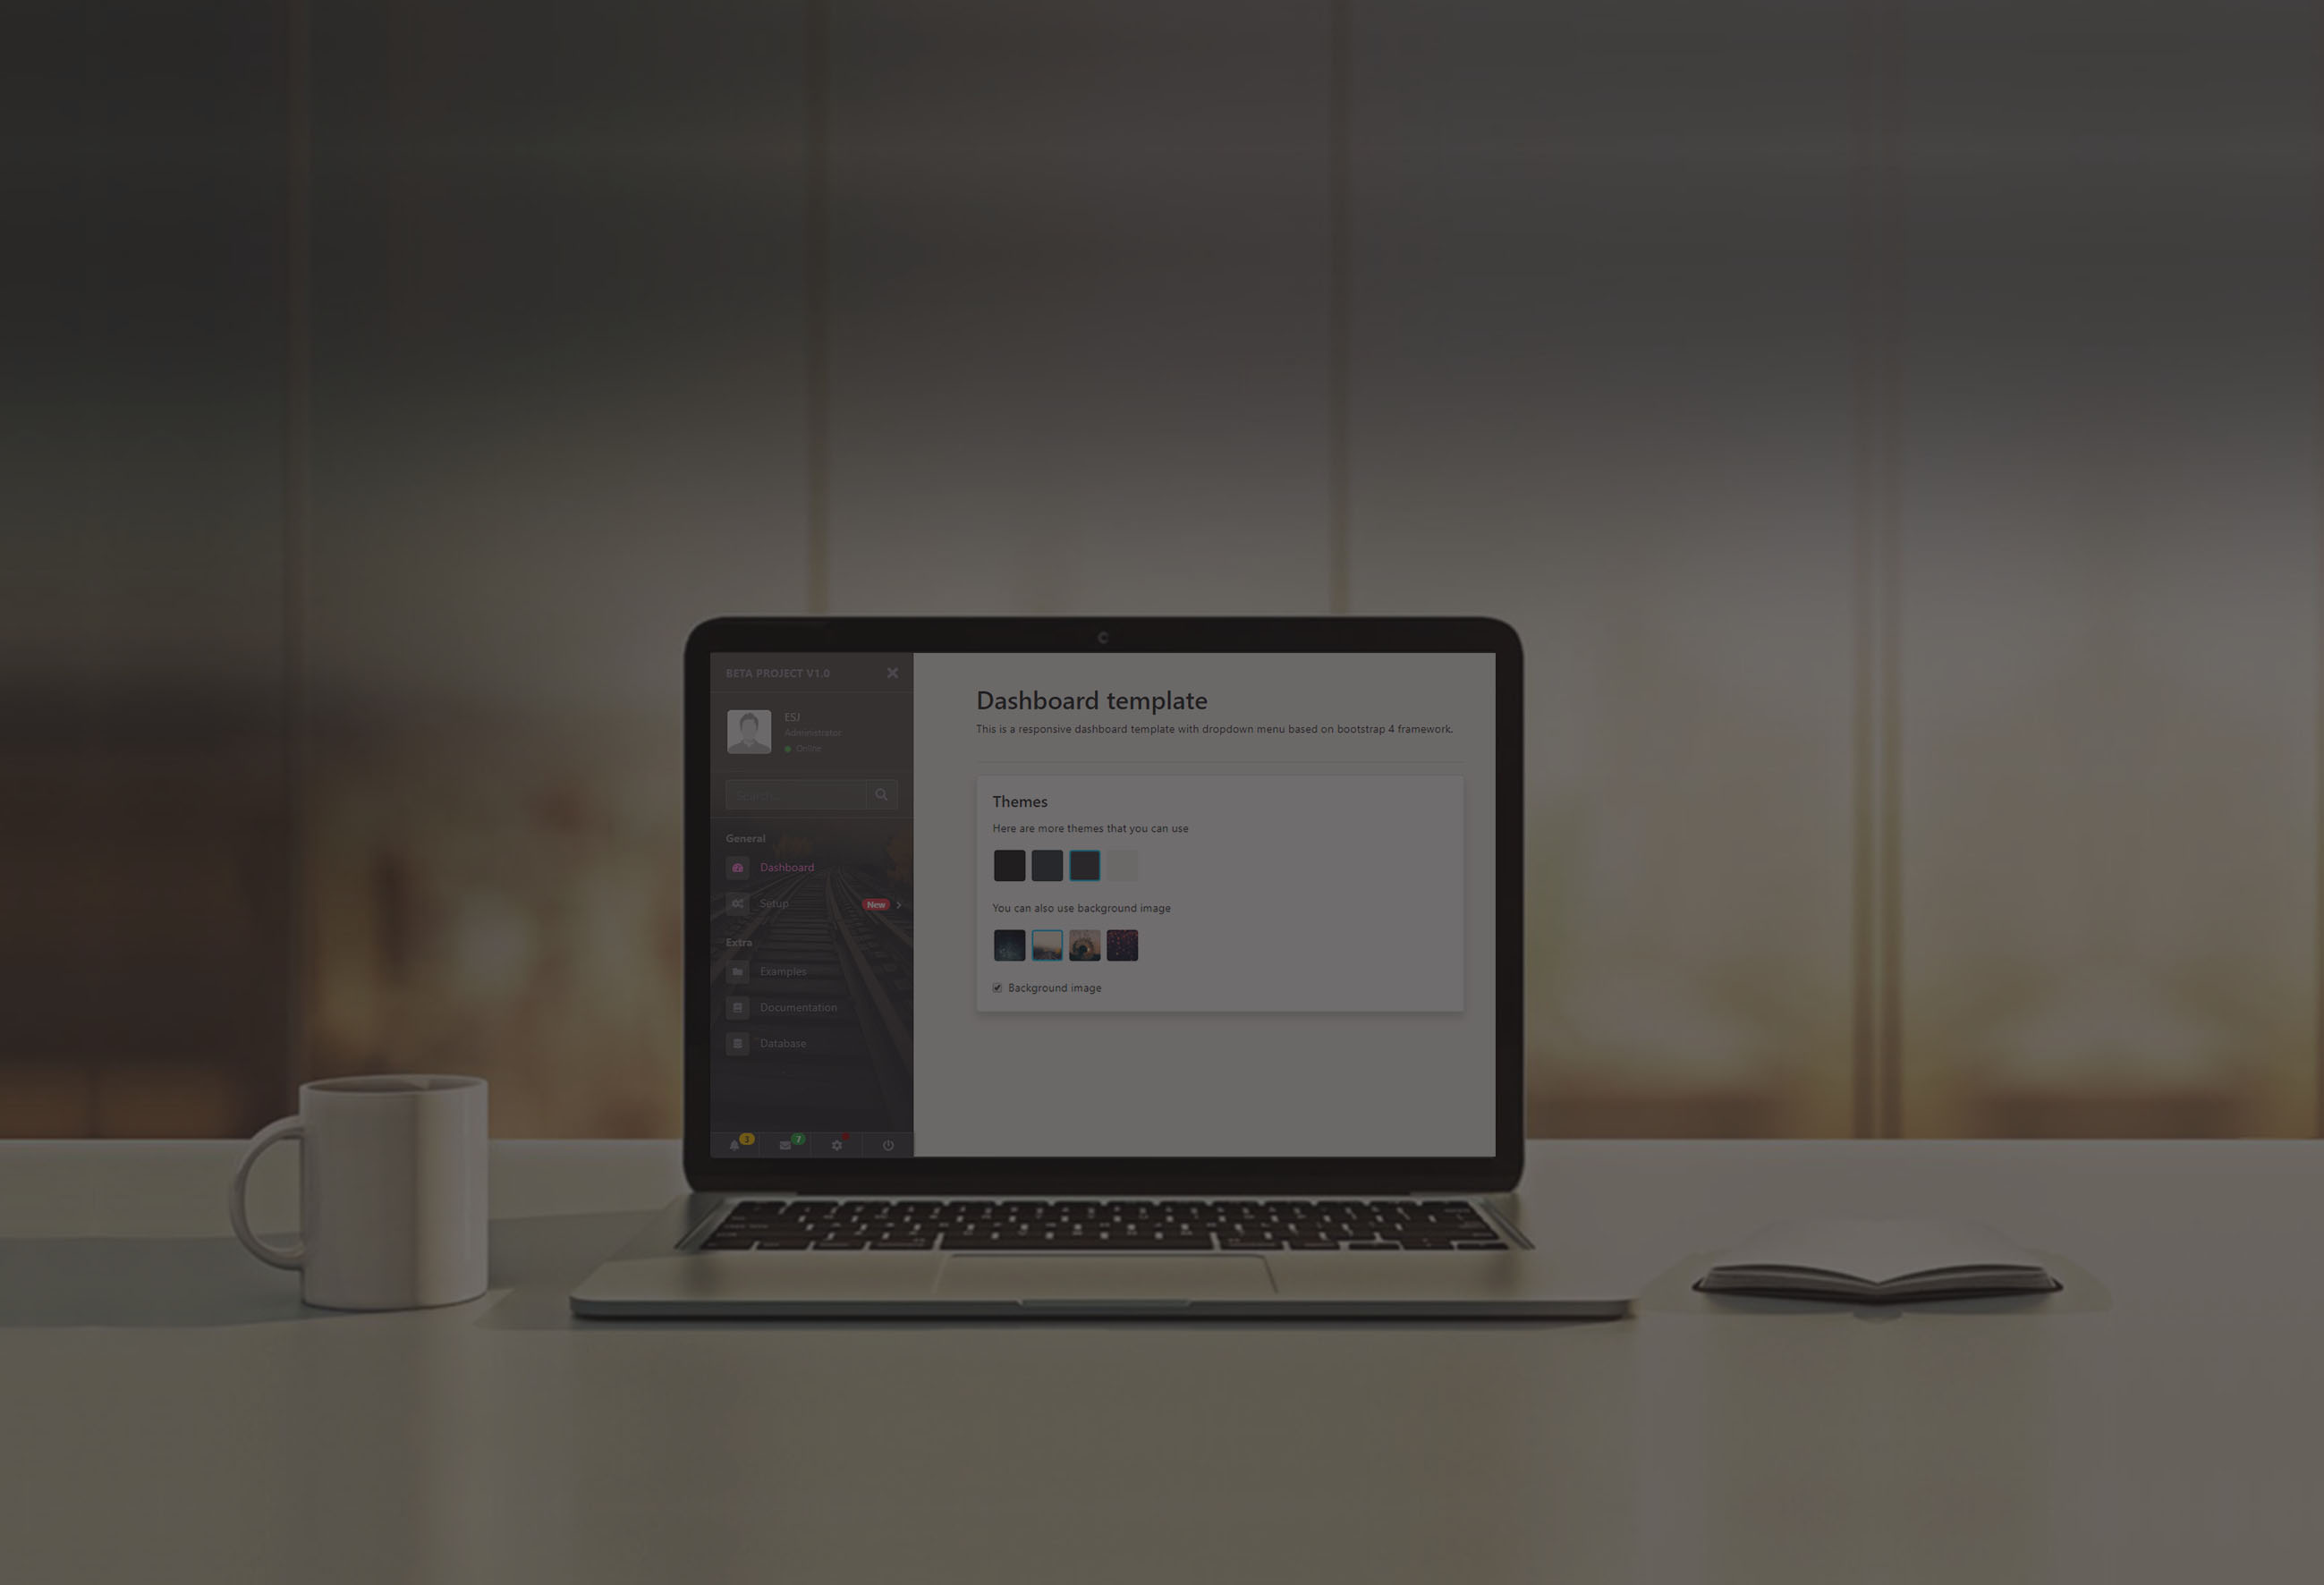 BETA PROJECT V1.0
ESJ
Administrator
Online
Search...
General
Dashboard
Setup
New
Extra
Examples
Documentation
Database
3
7
Dashboard template
This is a responsive dashboard template with dropdown menu based on bootstrap 4 framework.
Themes
Here are more themes that you can use
You can also use background image
Background image